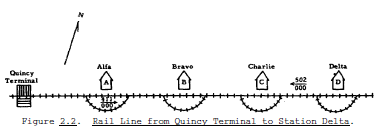 N
Alfa
Bravo
Charlie
Delta
Quincy
Terminal
A
B
C
D
502
000
000
Figure 2.2. Rail Line from Quincy Terminal to Station Delta.